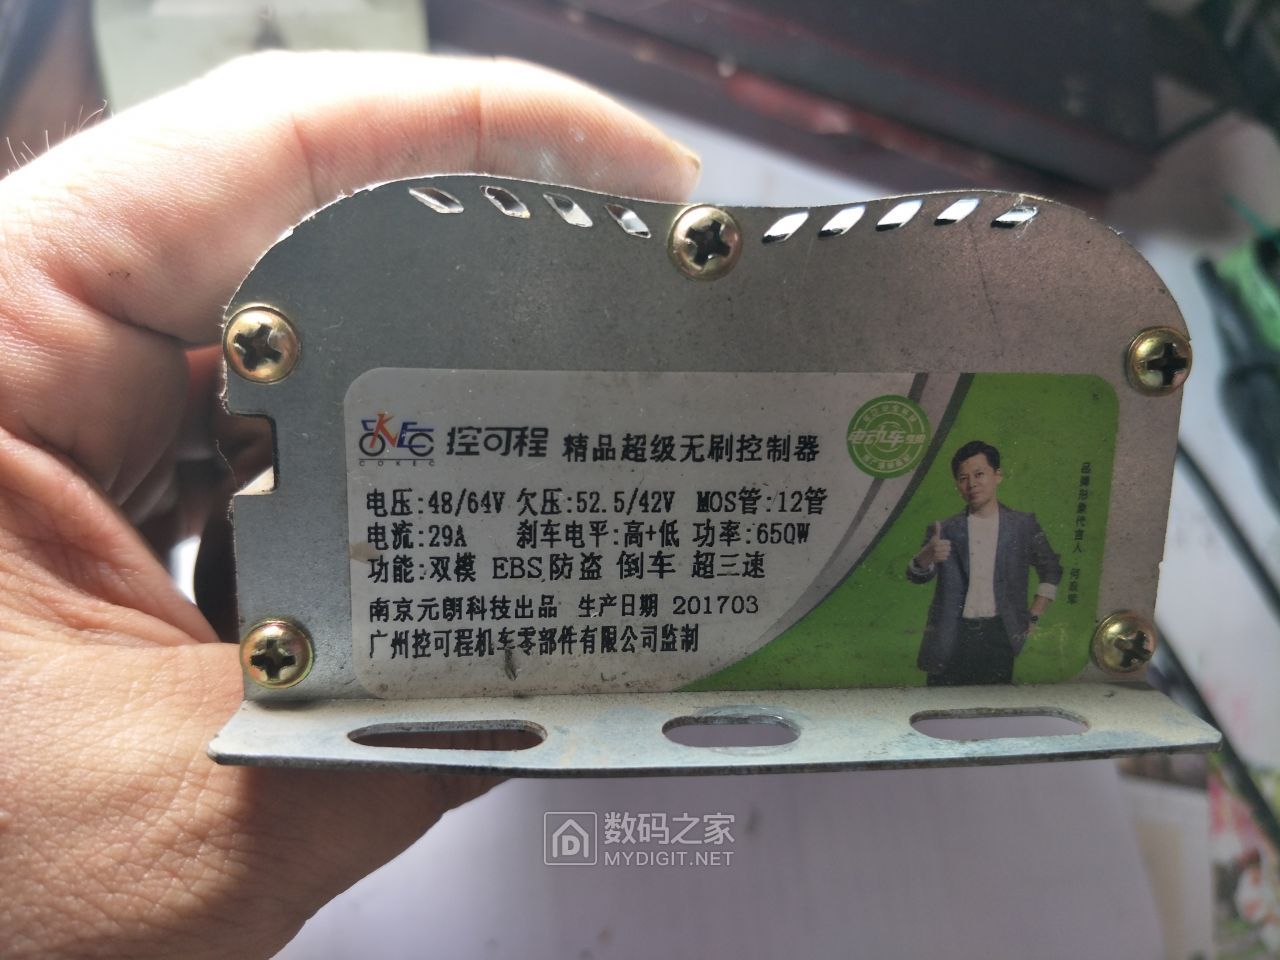 COKEC
控可程 精品超级无刷控制器
电动车
电压:48/64V 欠压:52.5/42V MOS管:12管
电流:29A 刹车电平:高+低 功率:650W
功能:双模 EBS 防盗 倒车 超三速
南京元朗科技出品 生产日期 201703
广州控可程机车零部件有限公司监制
品牌形象代言人
数码之家
MYDIGIT.NET